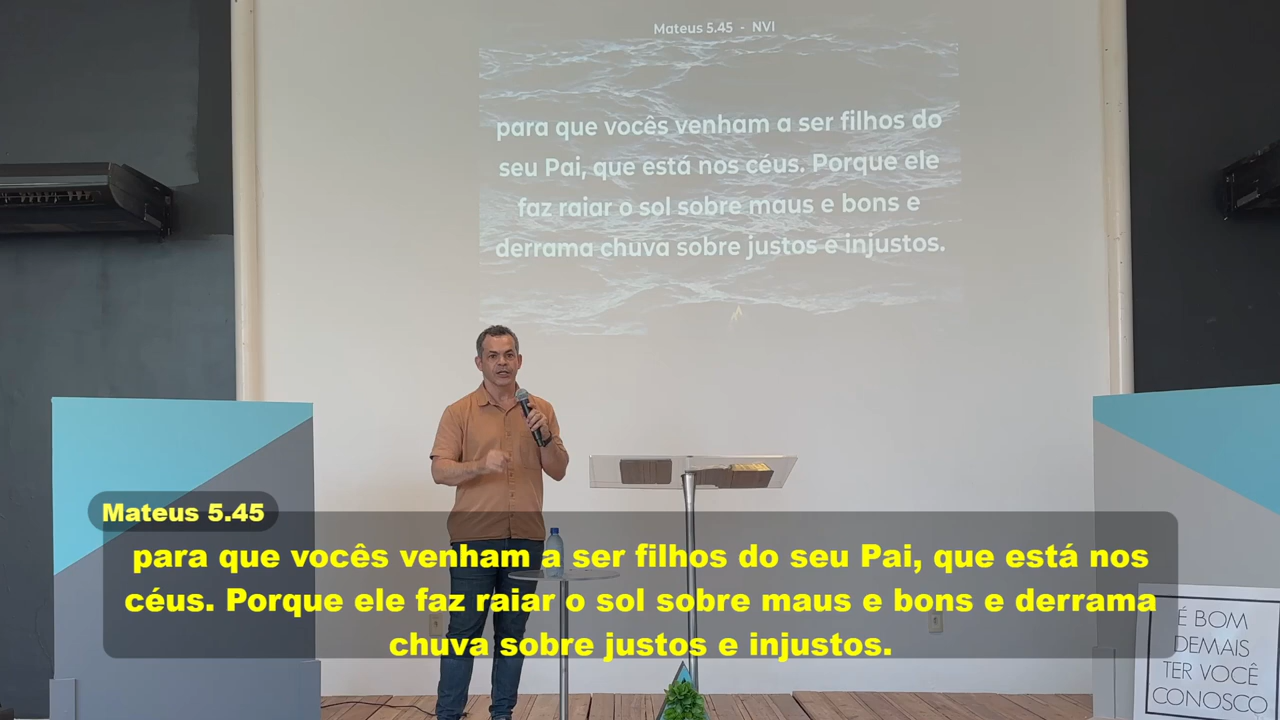 Mateus 5.45 - NVI
para que vocês venham a ser filhos do
seu Pai, que está nos céus. Porque ele
faz raiar o sol sobre maus e bons e
derrama chuva sobre justos e injustos.
Mateus 5.45
para que vocês venham a ser filhos do seu Pai, que está nos
céus. Porque ele faz raiar o sol sobre maus e bons e derrama
chuva sobre justos e injustos.
É BOM
DEMAIS
TER VOCÊ
CONOSCO